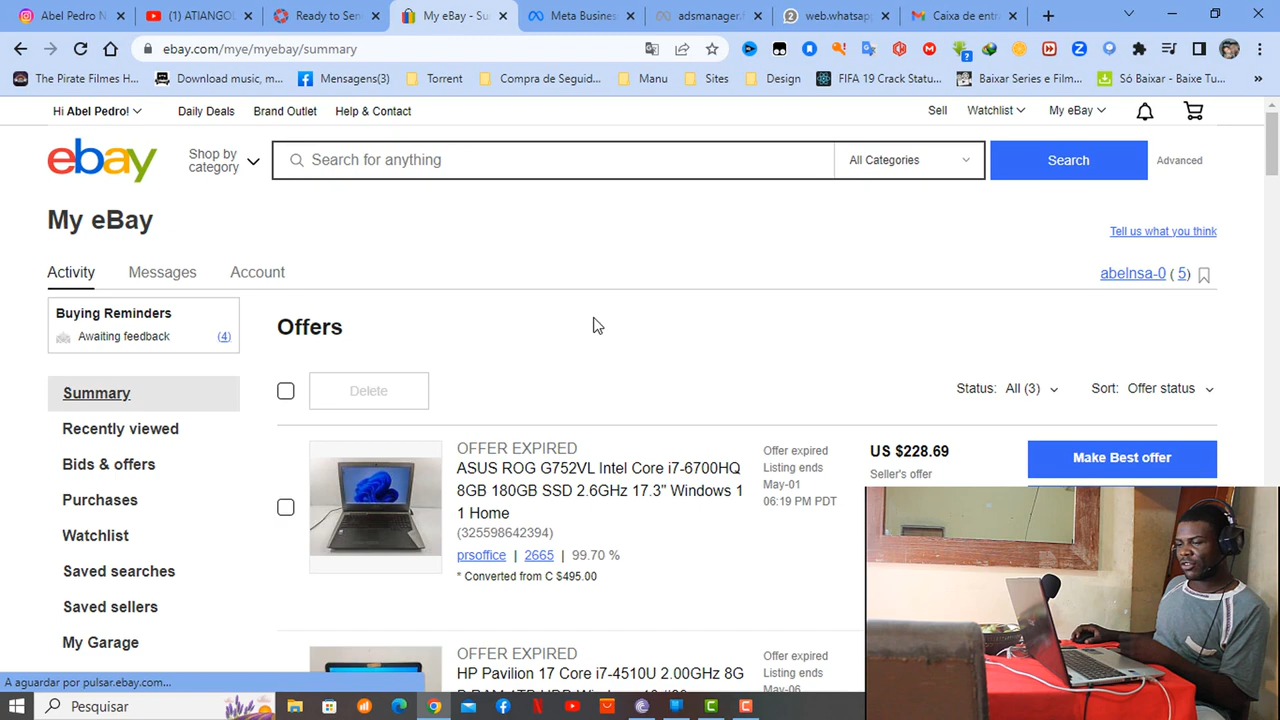 Abel Pedro N
(1) ATIANGOL
Ready to Sen
My eBay - Su
Meta Busines
adsmanager.f
web.whatsapp
Caixa de entr
ebay.com/mye/myebay/summary
The Pirate Filmes H...
Download music, m...
Mensagens(3)
Torrent
Compra de Seguid...
Manu
Sites
Design
FIFA 19 Crack Statu...
Baixar Series e Film...
Só Baixar - Baixe Tu...
»
Hi Abel Pedro!
Daily Deals
Brand Outlet
Help & Contact
Sell
Watchlist
My eBay
ebay
Shop by
category
Search for anything
All Categories
Search
Advanced
My eBay
Tell us what you think
Activity
Messages
Account
abelnsa-0 ( 5)
Buying Reminders
Awaiting feedback (4)
Offers
Summary
Delete
Status: All (3)
Sort: Offer status
Recently viewed
Bids & offers
Purchases
Watchlist
Saved searches
Saved sellers
My Garage
OFFER EXPIRED
ASUS ROG G752VL Intel Core i7-6700HQ
8GB 180GB SSD 2.6GHz 17.3" Windows 1
1 Home
(325598642394)
prsoffice | 2665 | 99.70 %
* Converted from C $495.00
Offer expired
Listing ends
May-01
06:19 PM PDT
US $228.69
Seller's offer
Make Best offer
OFFER EXPIRED
HP Pavilion 17 Core i7-4510U 2.00GHz 8G
Offer expired
Listing ends
May-06
A aguardar por pulsar.ebay.com...
Pesquisar